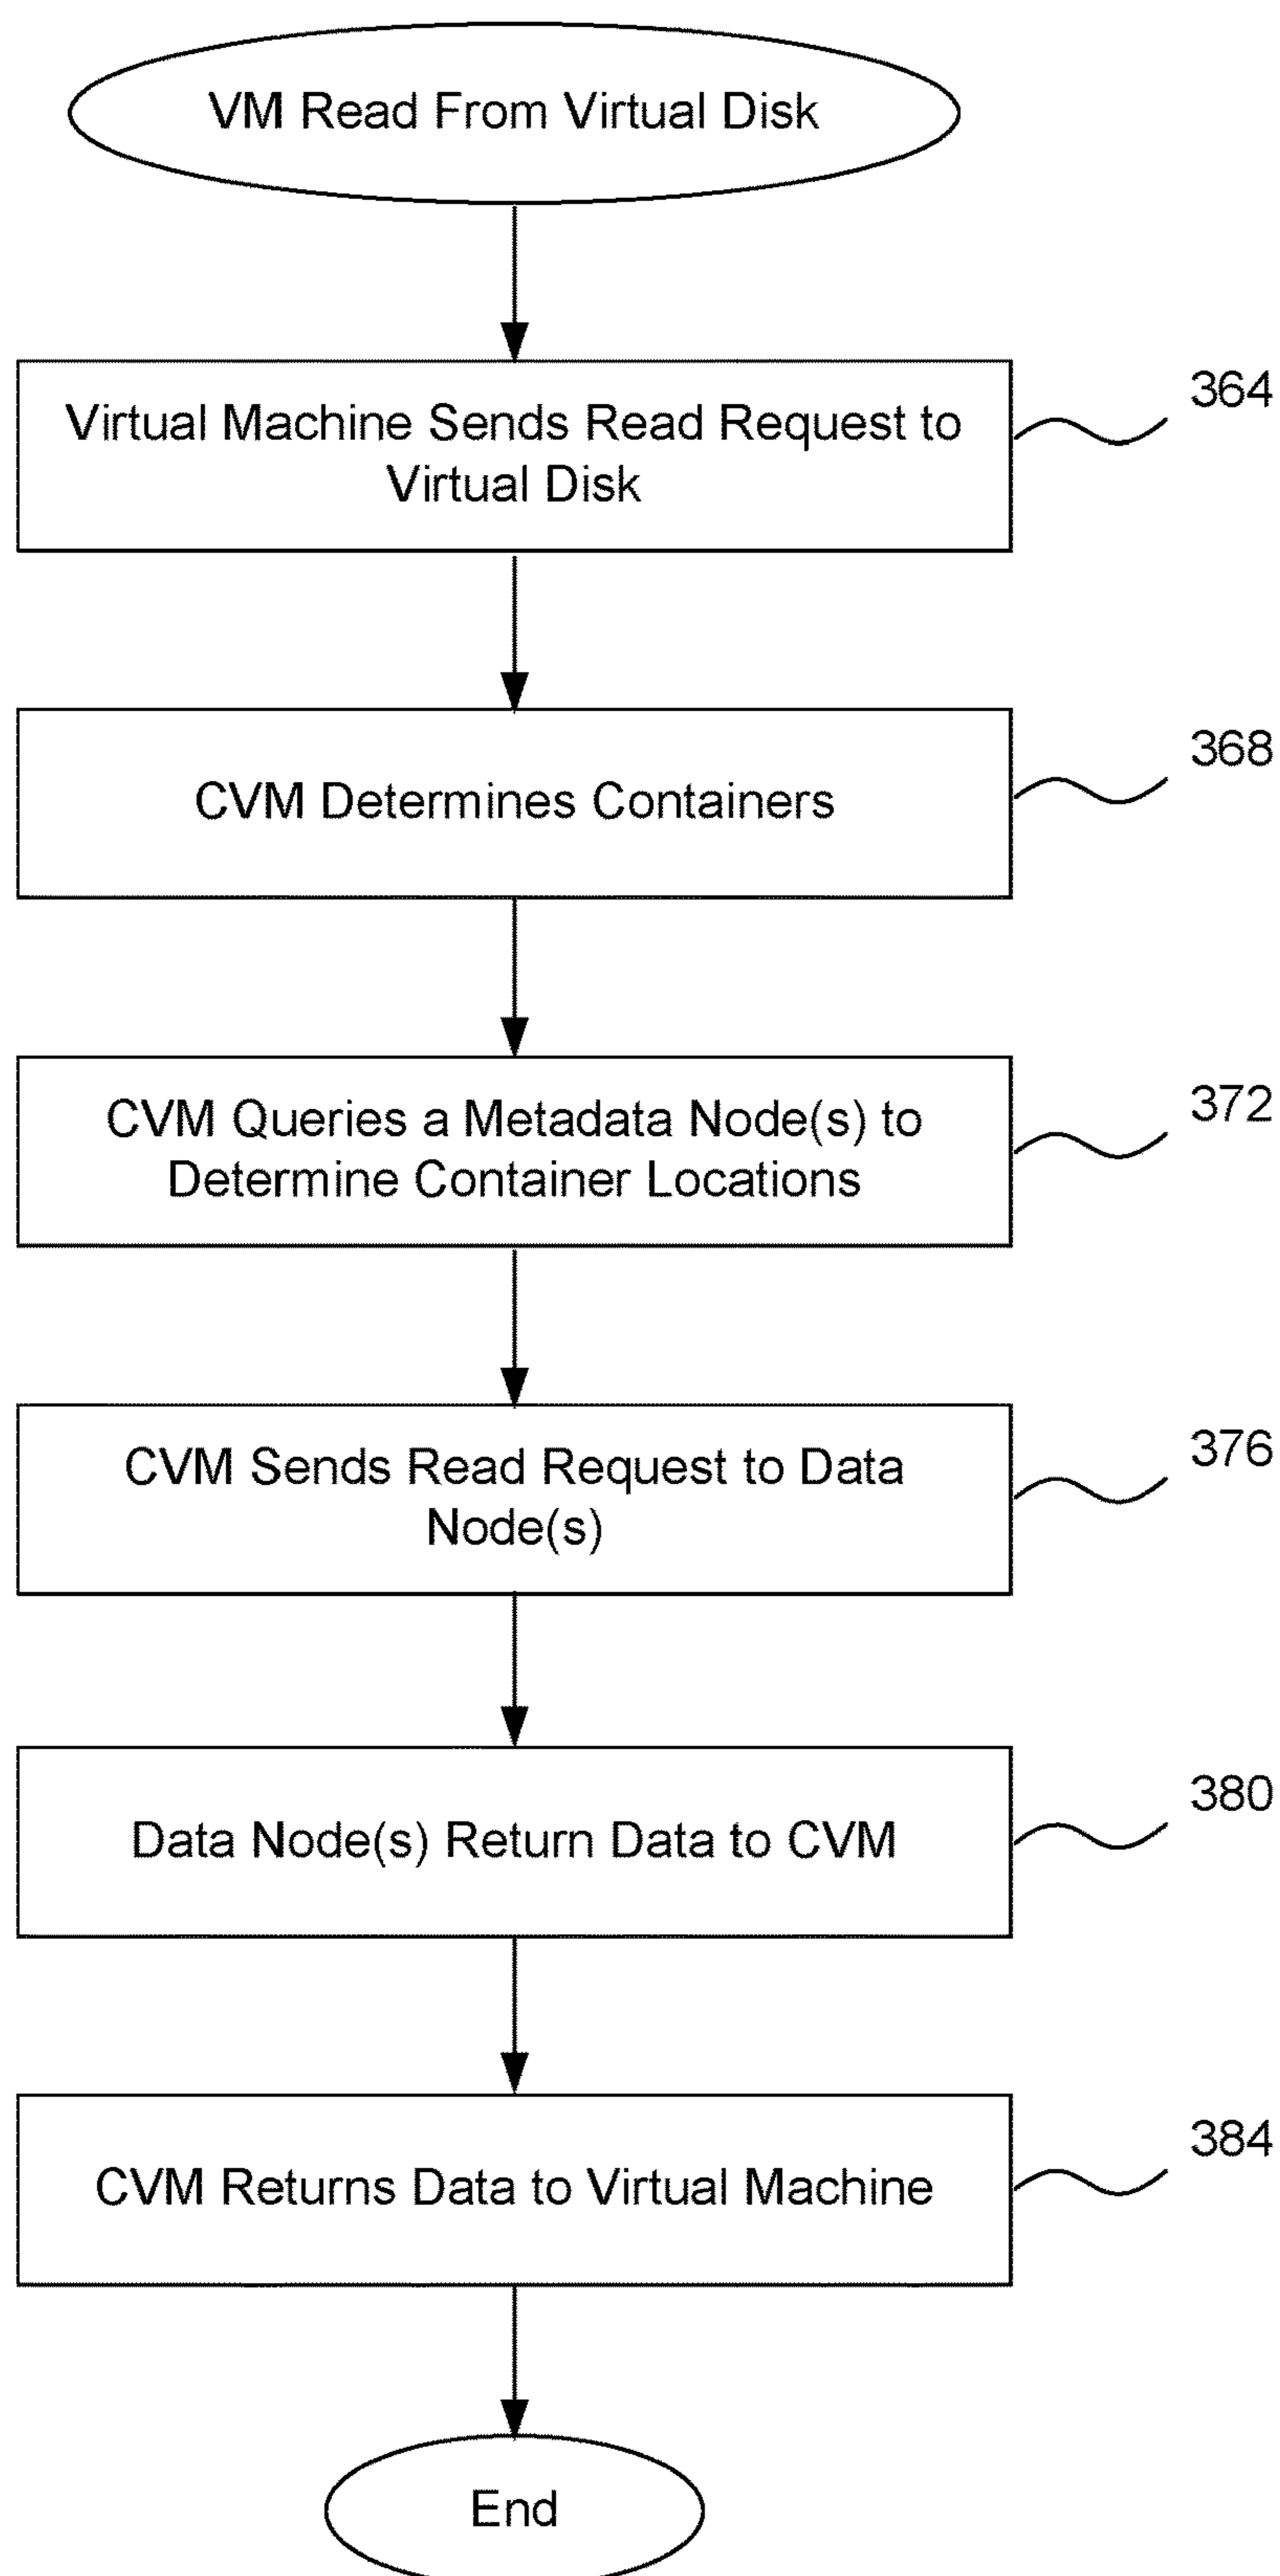 VM Read From Virtual Disk
Virtual Machine Sends Read Request to
Virtual Disk
364
CVM Determines Containers
368
CVM Queries a Metadata Node(s) to
Determine Container Locations
372
CVM Sends Read Request to Data
Node(s)
376
Data Node(s) Return Data to CVM
380
CVM Returns Data to Virtual Machine
384
End